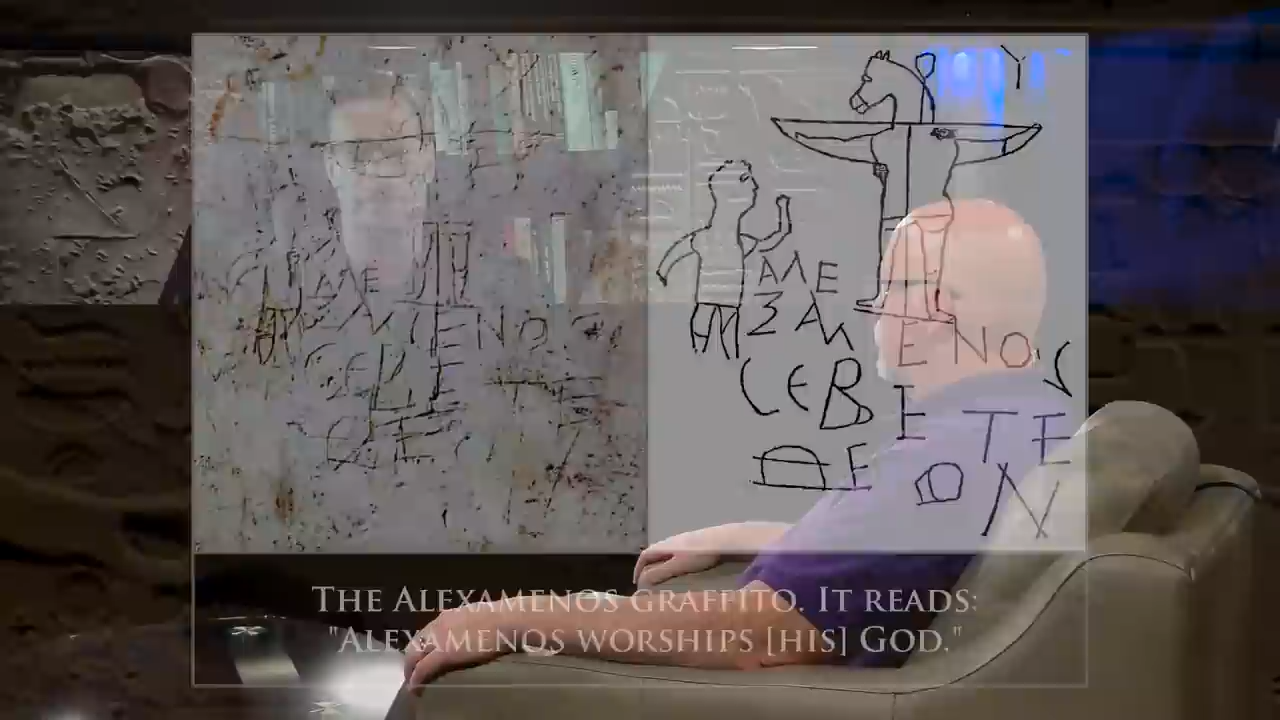 Υ
ΑΛΕ
ΞΑΜΕΝΟϹ
ϹΕΒΕΤΕ
ΘΕΟΝ
THE ALEXAMENOS GRAFFITO. IT READS:
"ALEXAMENOS WORSHIPS [HIS] GOD."